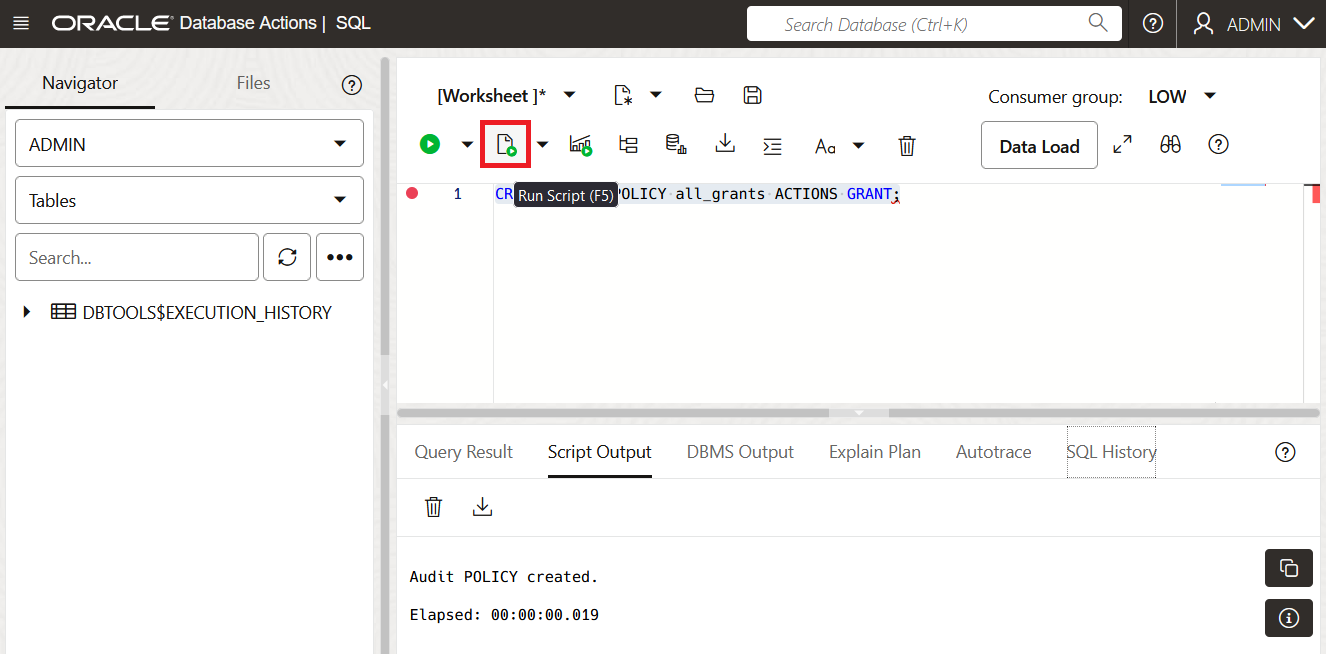 ORACLE Database Actions | SQL
Search Database (Ctrl+K)
ADMIN
Navigator
Files
ADMIN
Tables
Search...
DBTOOLS$EXECUTION_HISTORY
[Worksheet ]*
Consumer group: LOW
Aa
Data Load
1 CR POLICY all_grants ACTIONS GRANT;
Run Script (F5)
Query Result
Script Output
DBMS Output
Explain Plan
Autotrace
SQL History
Audit POLICY created.
Elapsed: 00:00:00.019